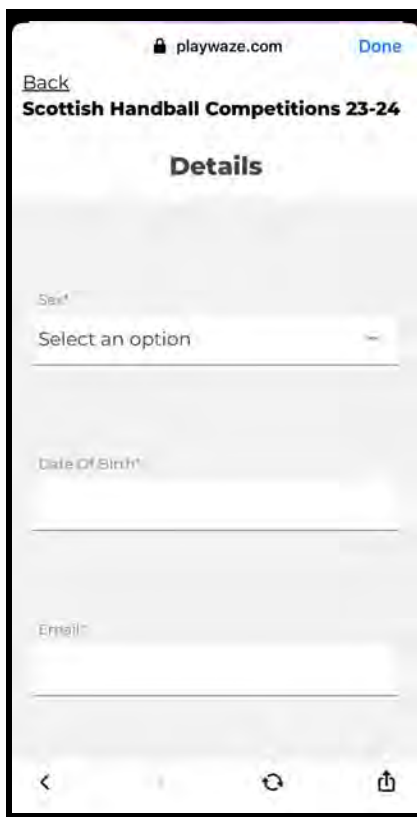 playwaze.com Done
Back
Scottish Handball Competitions 23-24
Details
Sex*
Select an option
Date Of Birth*
Email*